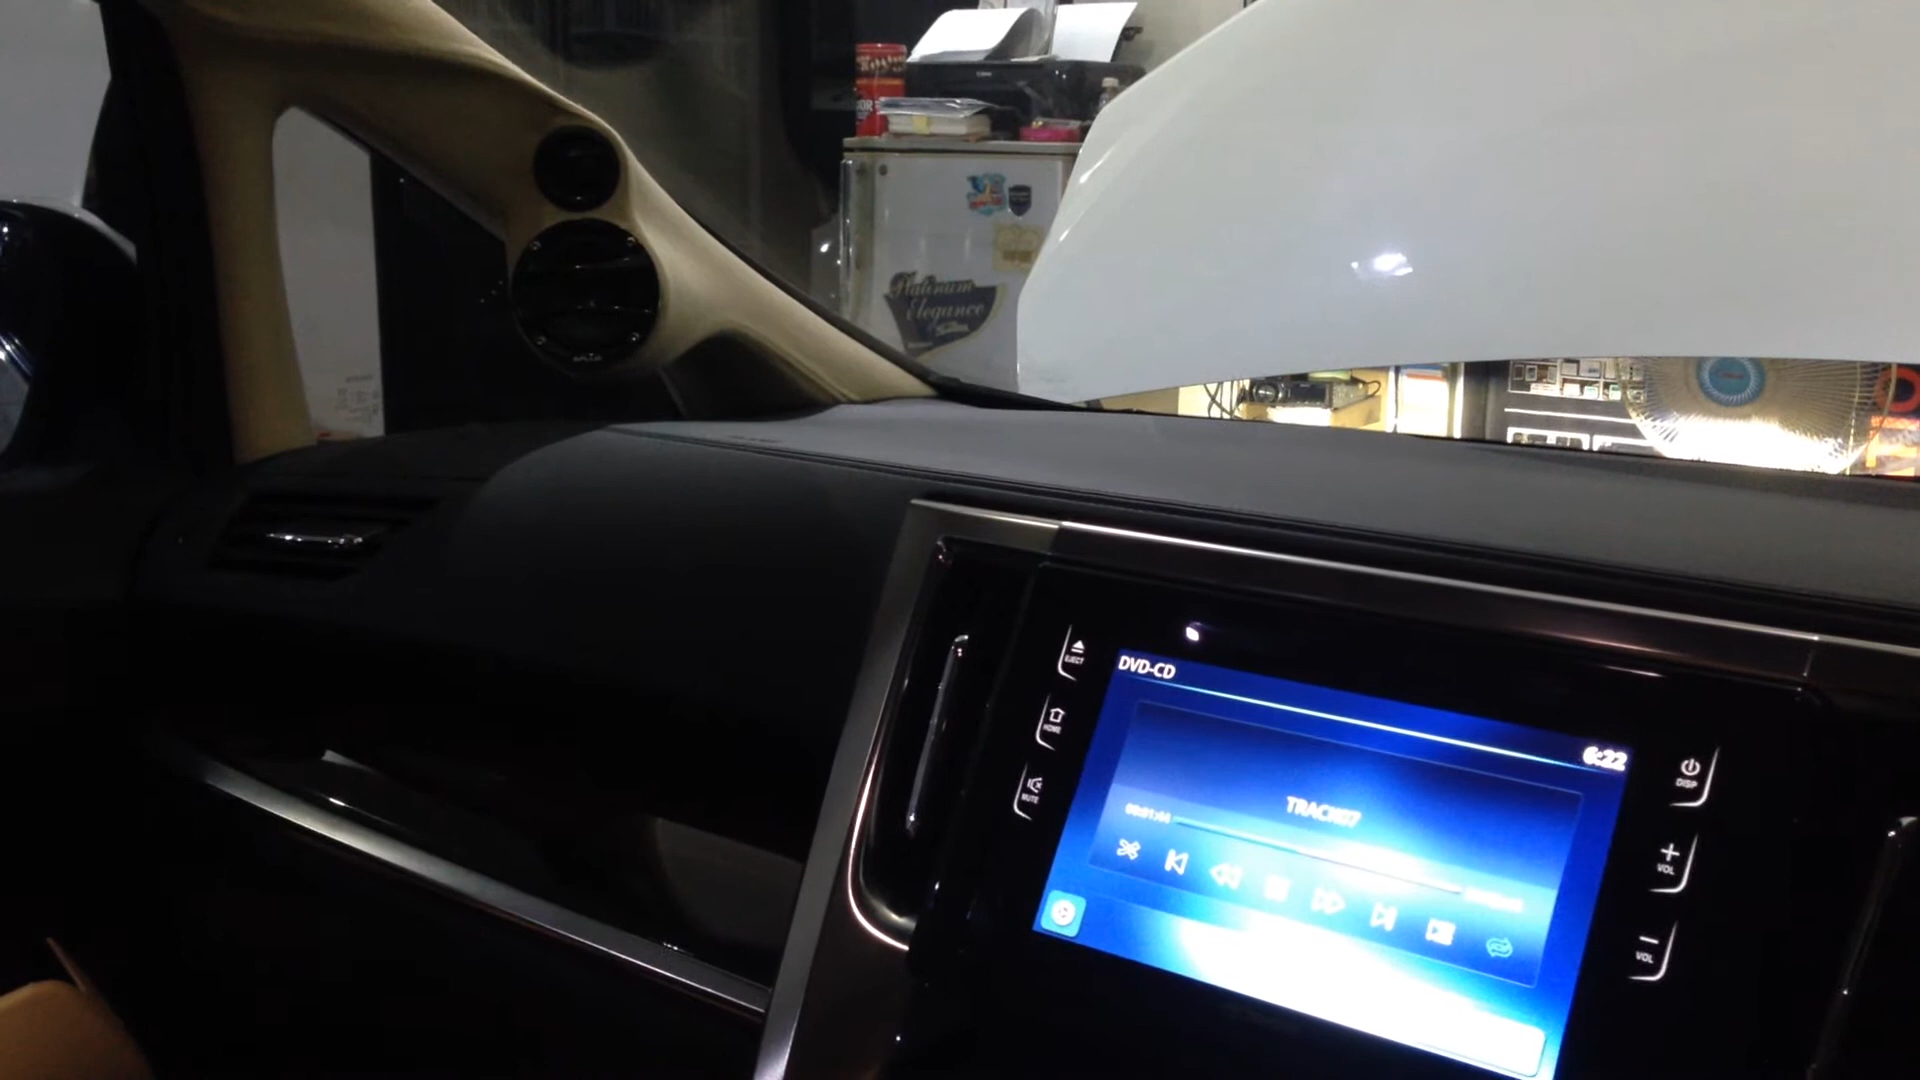 Platinum
Elegance
EJECT
HOME
MUTE
DVD-CD
6:22
TRACK07
DISP
VOL
VOL